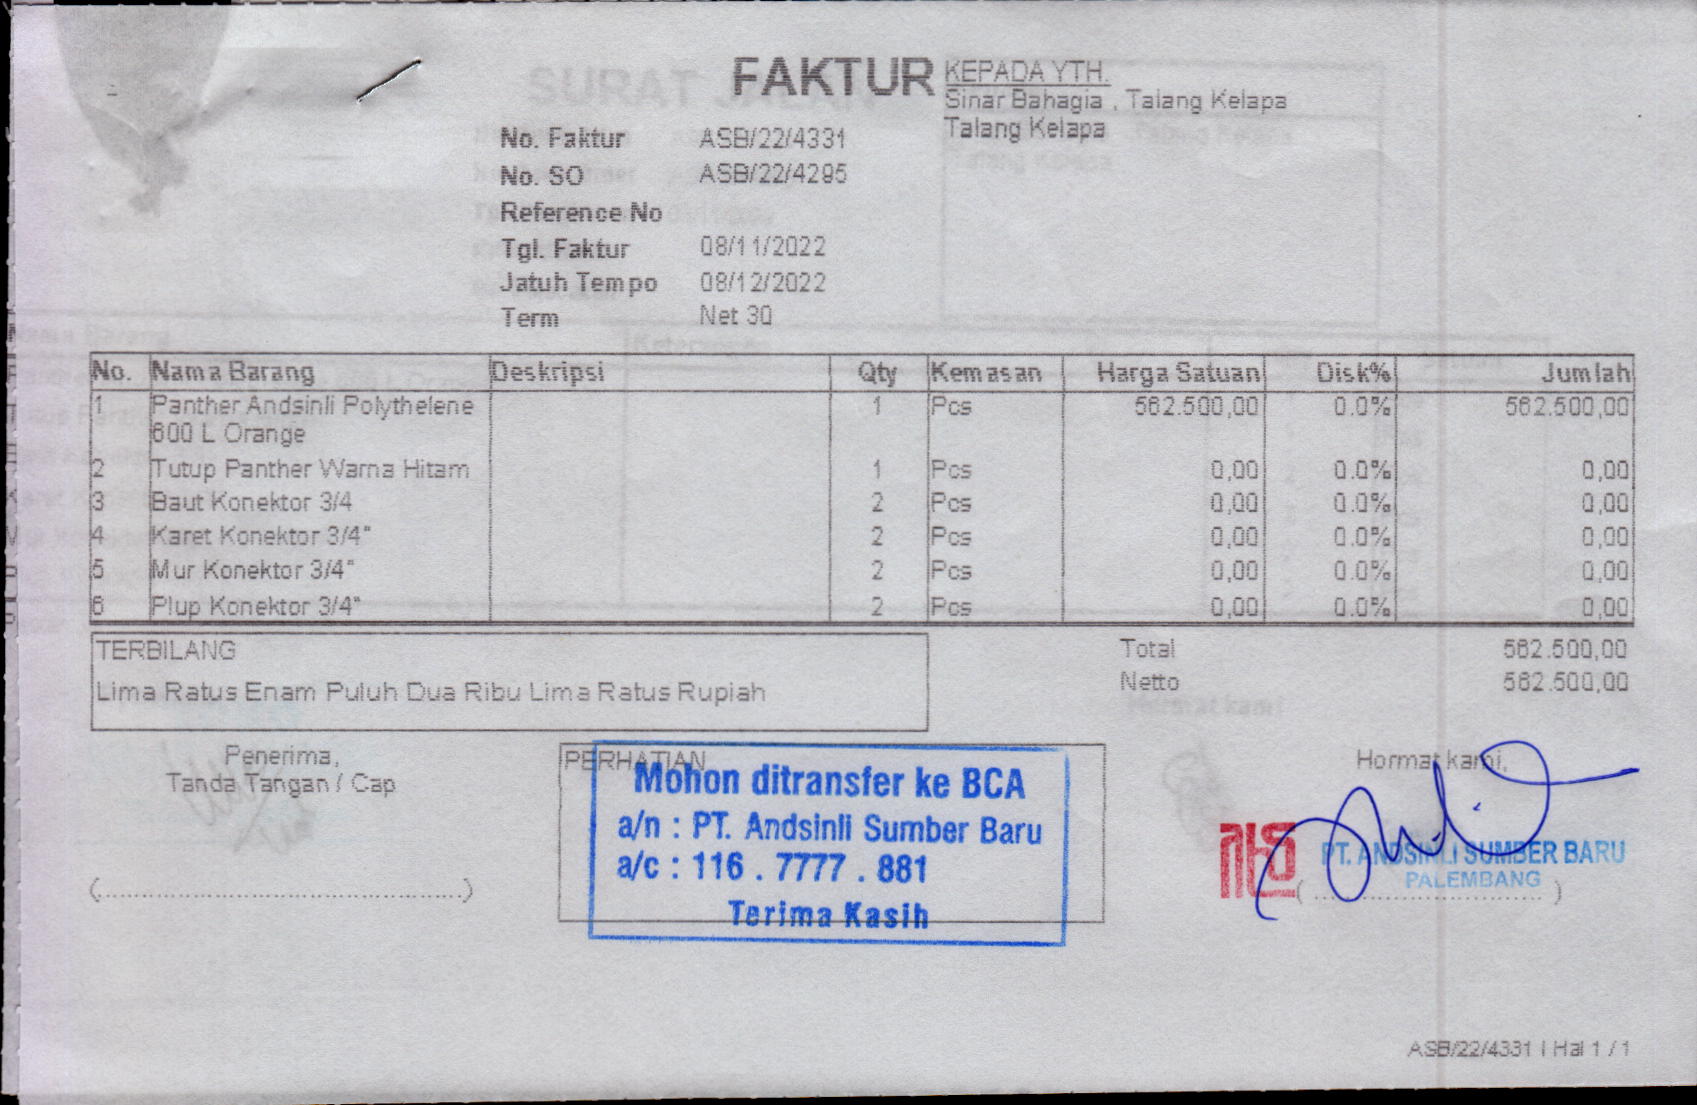 FAKTUR
KEPADA YTH.
Sinar Bahagia , Talang Kelapa
Talang Kelapa
No. Faktur ASB/22/4331
No. SO ASB/22/4295
Reference No
Tgl. Faktur 08/11/2022
Jatuh Tempo 08/12/2022
Term Net 30
No. Nama Barang Deskripsi Qty Kemasan Harga Satuan Disk% Jumlah
1 Panther Andsinli Polythelene 1 Pcs 562.500,00 0.0% 562.500,00
600 L Orange
2 Tutup Panther Warna Hitam 1 Pcs 0,00 0.0% 0,00
3 Baut Konektor 3/4 2 Pcs 0,00 0.0% 0,00
4 Karet Konektor 3/4" 2 Pcs 0,00 0.0% 0,00
5 Mur Konektor 3/4" 2 Pcs 0,00 0.0% 0,00
6 Plup Konektor 3/4" 2 Pcs 0,00 0.0% 0,00
TERBILANG
Lima Ratus Enam Puluh Dua Ribu Lima Ratus Rupiah
Total 562.500,00
Netto 562.500,00
Penerima,
Tanda Tangan / Cap
(......................................................)
PERHATIAN
Mohon ditransfer ke BCA
a/n : PT. Andsinli Sumber Baru
a/c : 116 . 7777 . 881
Terima Kasih
Hormat kami,
PT. ANDSINLI SUMBER BARU
PALEMBANG
(..................................)
ASB/22/4331 | Hal 1 / 1